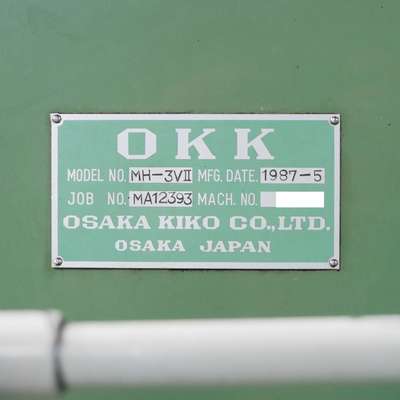 OKK
MODEL NO. MH-3VII MFG. DATE. 1987-5
JOB NO. MA12393 MACH. NO.
OSAKA KIKO CO.,LTD.
OSAKA JAPAN